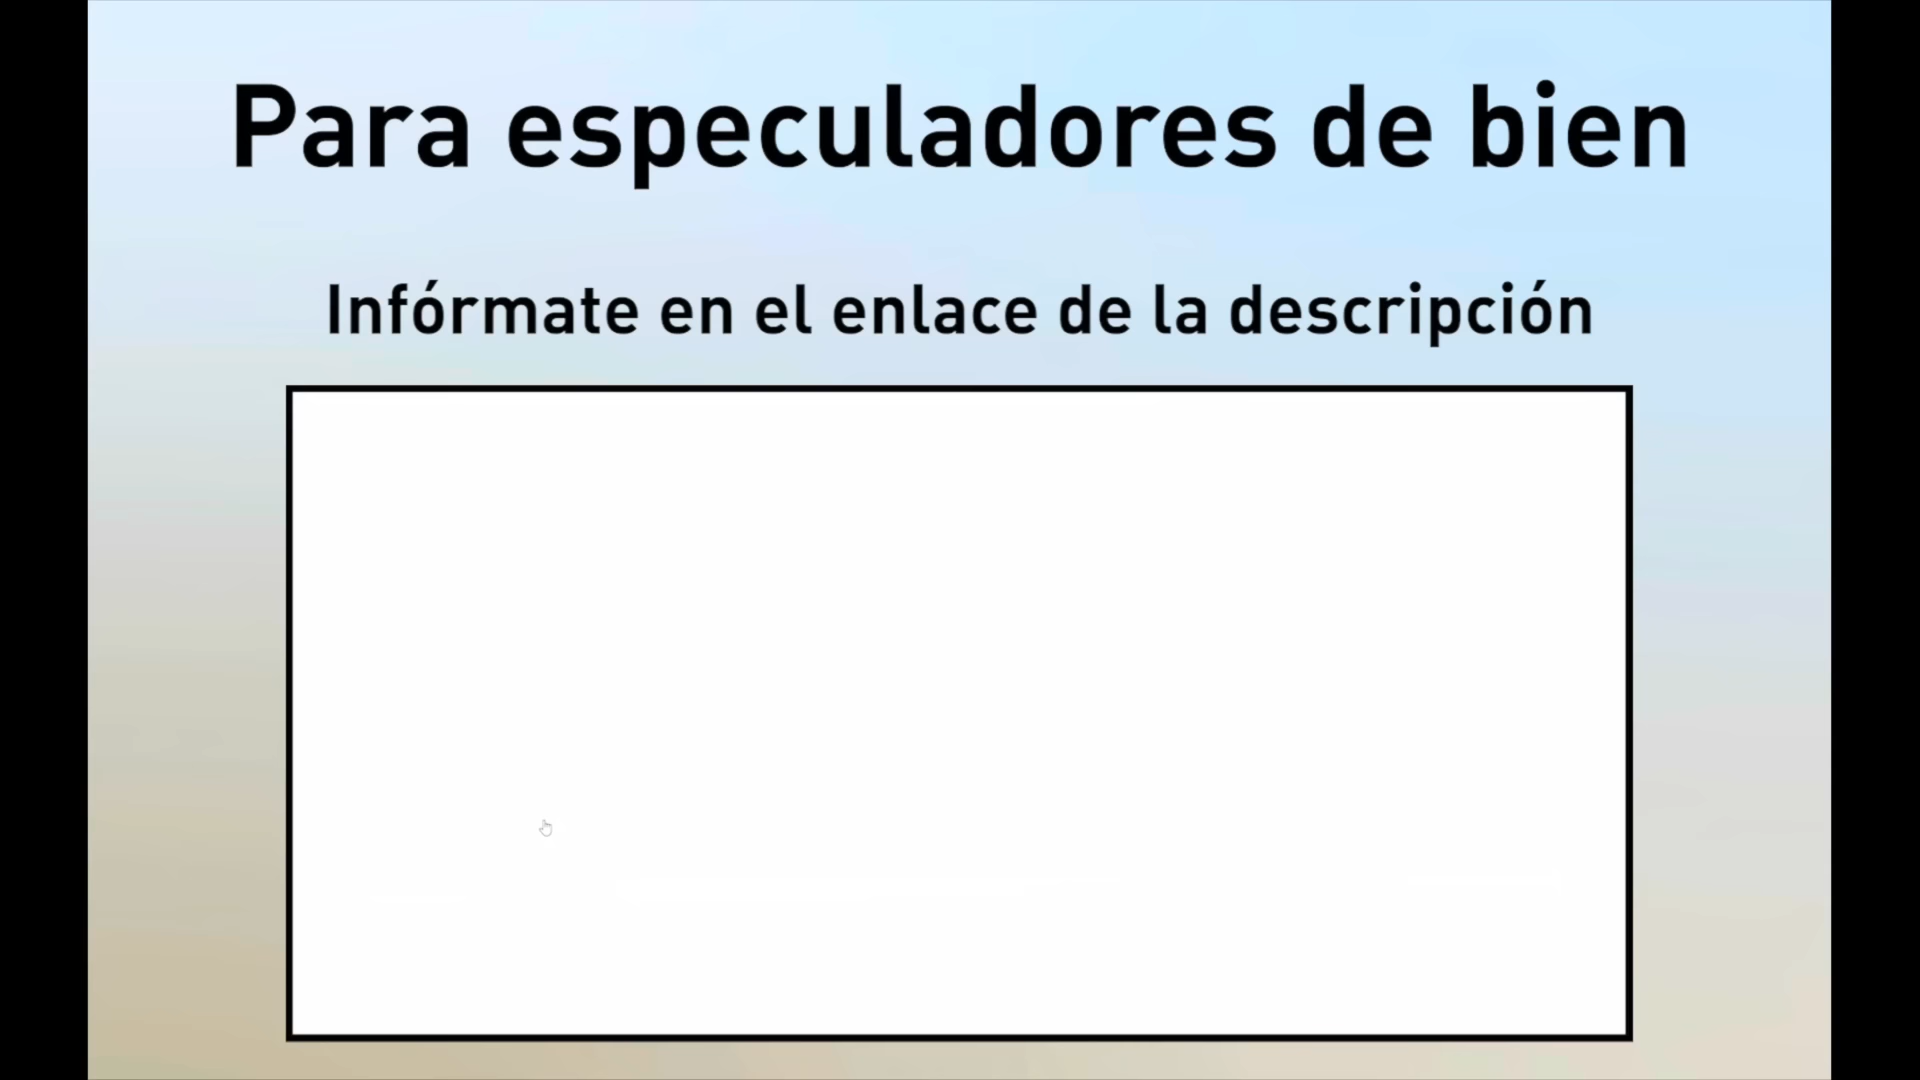 Para especuladores de bien
Infórmate en el enlace de la descripción